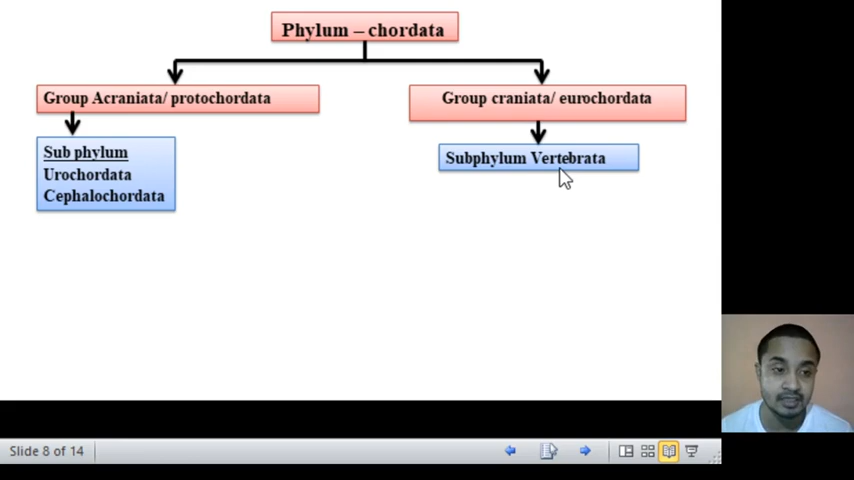 Phylum – chordata
Group Acraniata/ protochordata
Group craniata/ eurochordata
Sub phylum
Urochordata
Cephalochordata
Subphylum Vertebrata
Slide 8 of 14